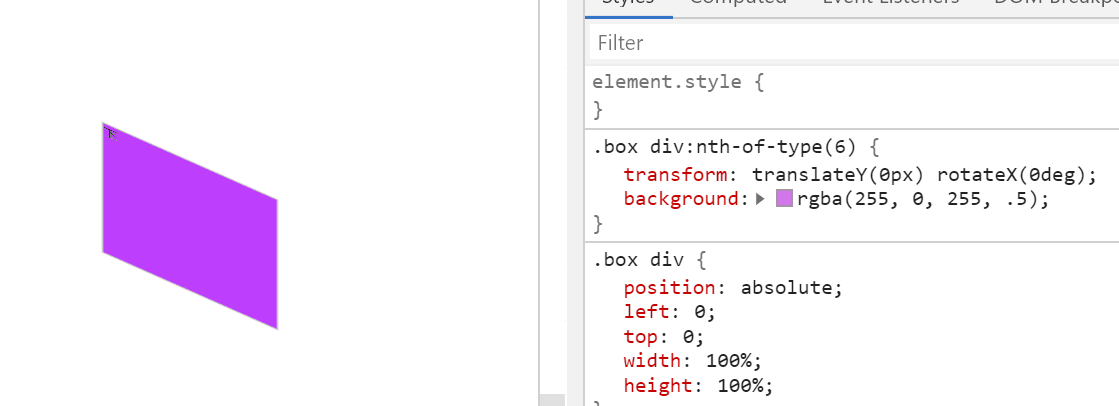 Styles Computed Event Listeners DOM Breakp
Filter
element.style {
}
.box div:nth-of-type(6) {
transform: translateY(0px) rotateX(0deg);
background: rgba(255, 0, 255, .5);
}
.box div {
position: absolute;
left: 0;
top: 0;
width: 100%;
height: 100%;
}